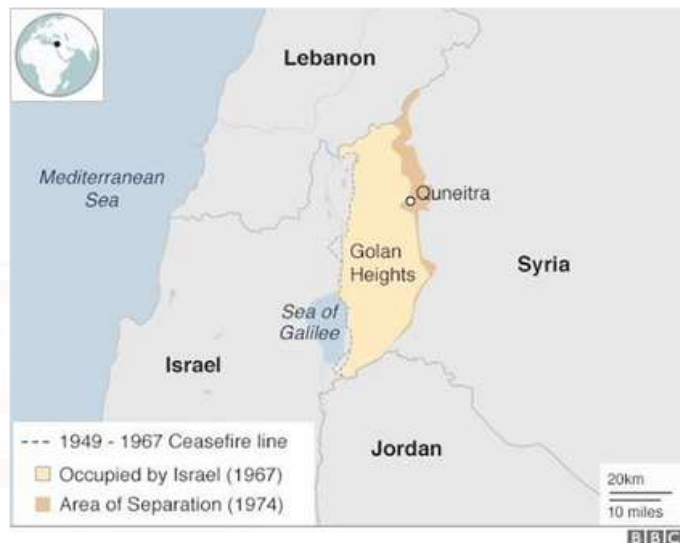 Lebanon
Mediterranean
Sea
Quneitra
Golan
Heights
Syria
Sea of
Galilee
Israel
Jordan
1949 - 1967 Ceasefire line
Occupied by Israel (1967)
Area of Separation (1974)
20km
10 miles
BBC